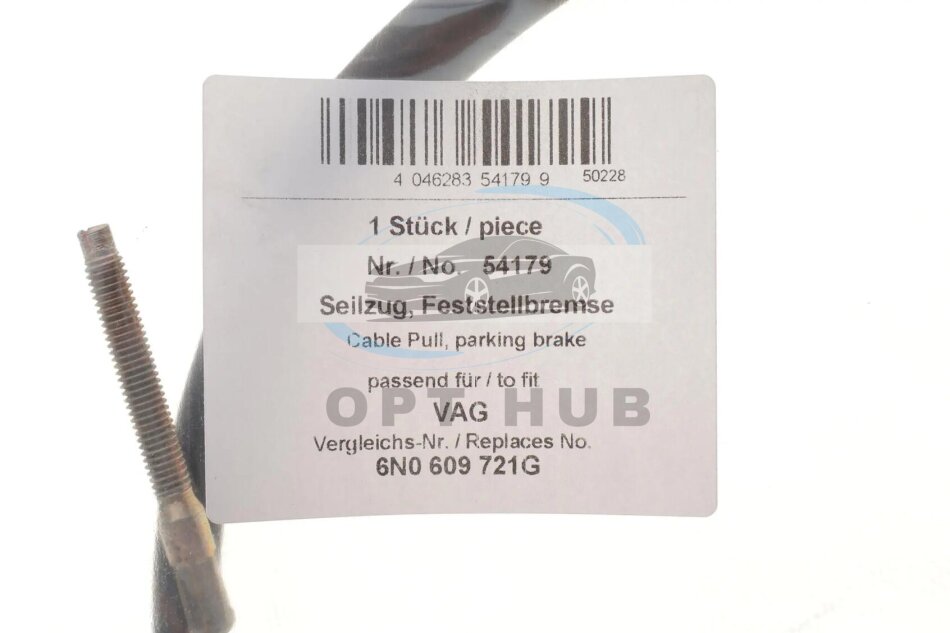 4 046283 54179 9 50228
1 Stück / piece
Nr. / No. 54179
Seilzug, Feststellbremse
Cable Pull, parking brake
passend für / to fit
OPT HUB
VAG
Vergleichs-Nr. / Replaces No.
6N0 609 721G